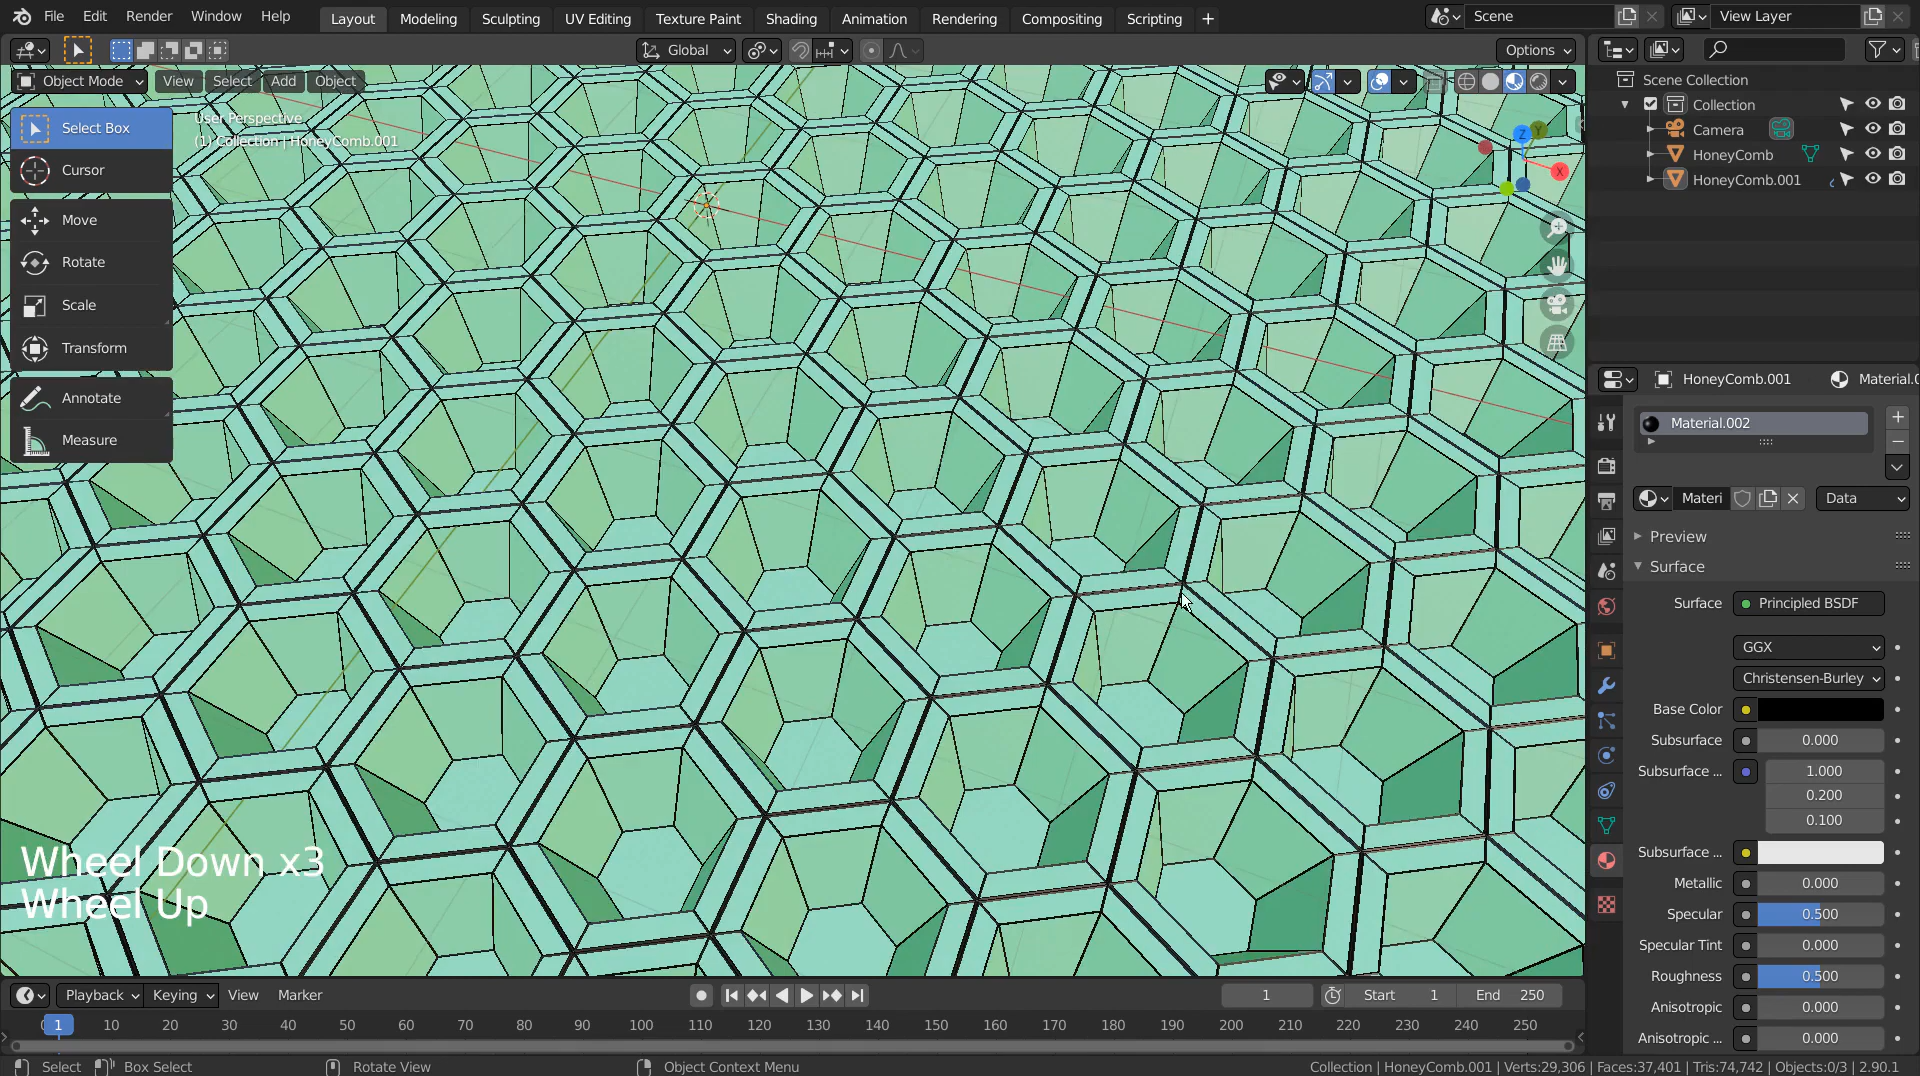 File Edit Render Window Help
Layout Modeling Sculpting UV Editing Texture Paint Shading Animation Rendering Compositing Scripting +
Scene
View Layer
Global
Options
Object Mode View Select Add Object
User Perspective
(1) Collection | HoneyComb.001
Select Box
Cursor
Move
Rotate
Scale
Transform
Annotate
Measure
Z
Y
X
Wheel Down x3
Wheel Up
Scene Collection
Collection
Camera
HoneyComb
HoneyComb.001
HoneyComb.001 Material.0
Material.002
Materi
Data
Preview
Surface
Surface Principled BSDF
GGX
Christensen-Burley
Base Color
Subsurface 0.000
Subsurface ... 1.000
0.200
0.100
Subsurface ...
Metallic 0.000
Specular 0.500
Specular Tint 0.000
Roughness 0.500
Anisotropic 0.000
Anisotropic ... 0.000
Playback Keying View Marker
1
Start 1
End 250
1 10 20 30 40 50 60 70 80 90 100 110 120 130 140 150 160 170 180 190 200 210 220 230 240 250
Select Box Select Rotate View Object Context Menu
Collection | HoneyComb.001 | Verts:29,306 | Faces:37,401 | Tris:74,742 | Objects:0/3 | 2.90.1